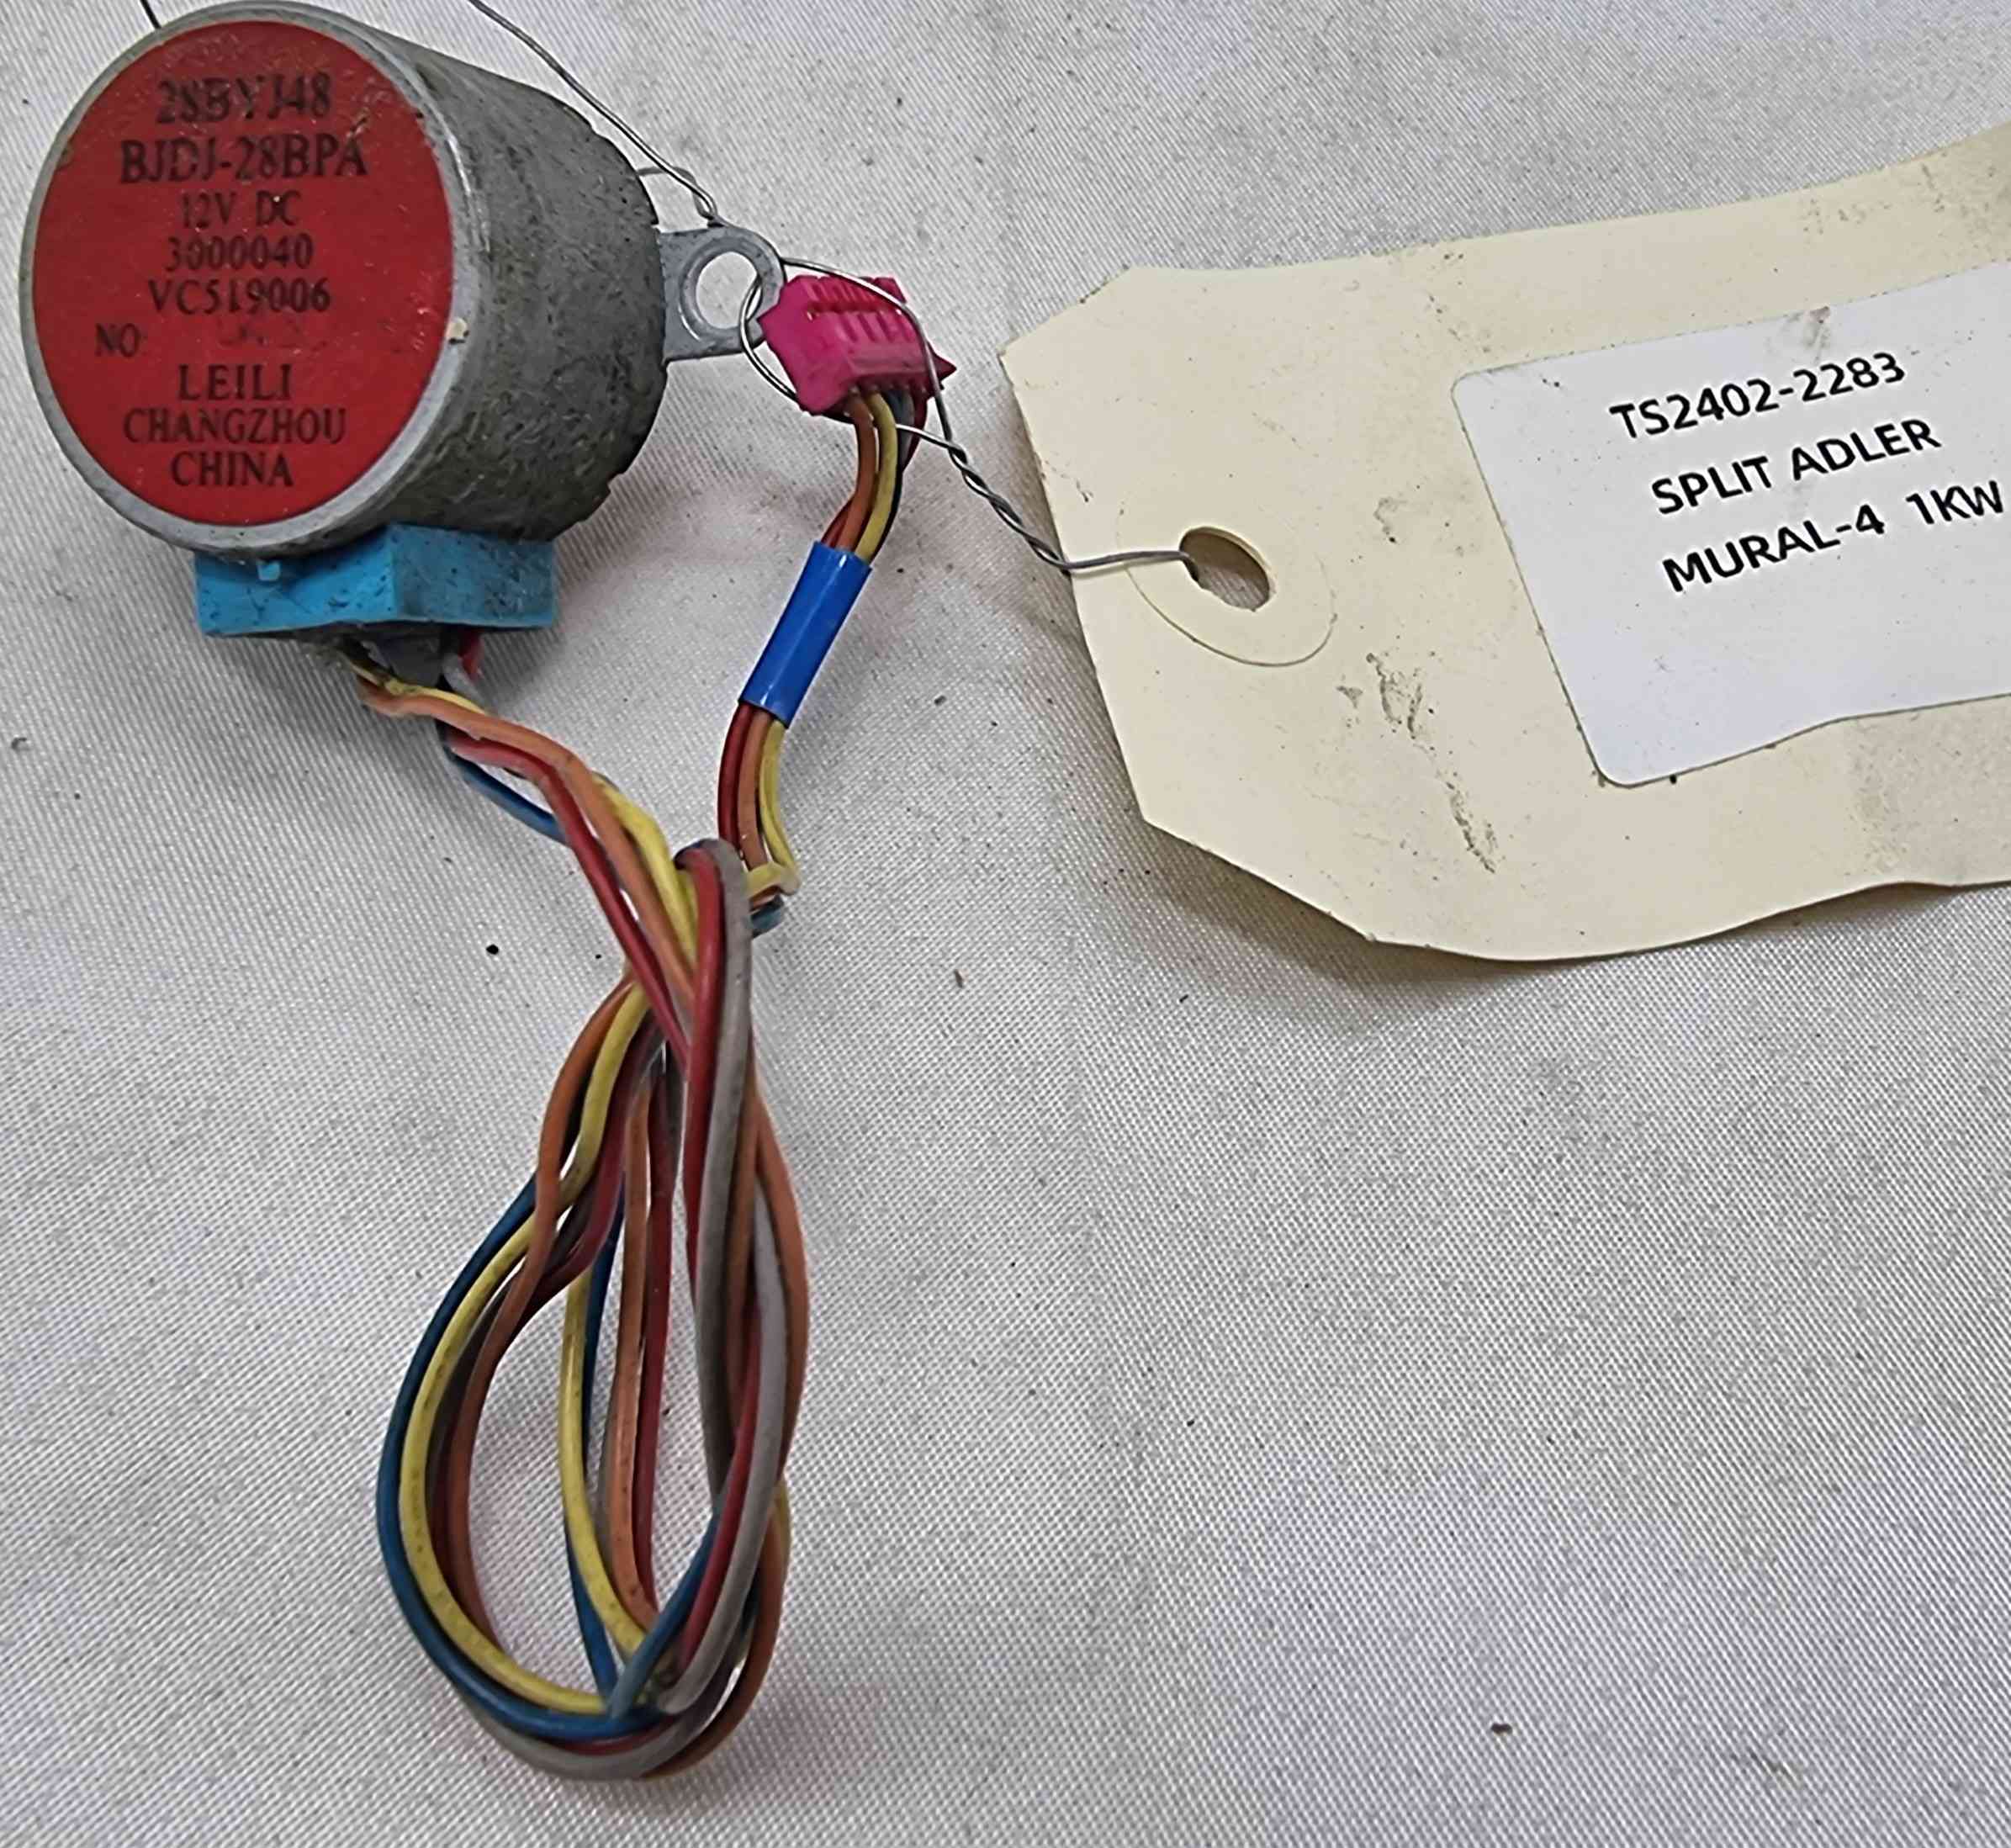 28BYJ48
BJDJ-28BPA
12V DC
3000040
VC519006
NO
LEILI
CHANGZHOU
CHINA
TS2402-2283
SPLIT ADLER
MURAL-4 1KW